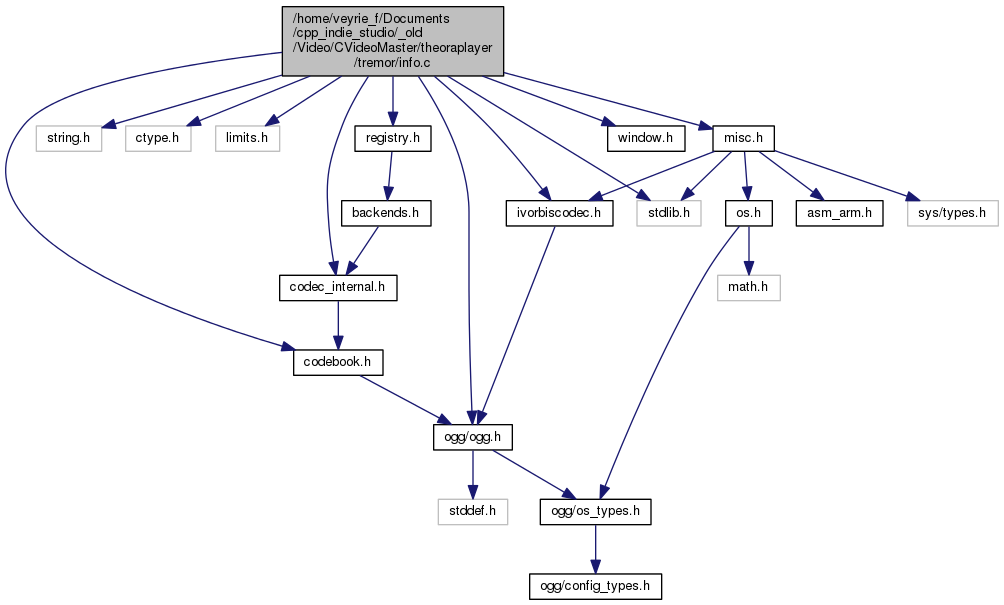 /home/veyrie_f/Documents
/cpp_indie_studio/_old
/Video/CVideoMaster/theoraplayer
/tremor/info.c
string.h
ctype.h
limits.h
registry.h
window.h
misc.h
backends.h
ivorbiscodec.h
stdlib.h
os.h
asm_arm.h
sys/types.h
codec_internal.h
math.h
codebook.h
ogg/ogg.h
stddef.h
ogg/os_types.h
ogg/config_types.h